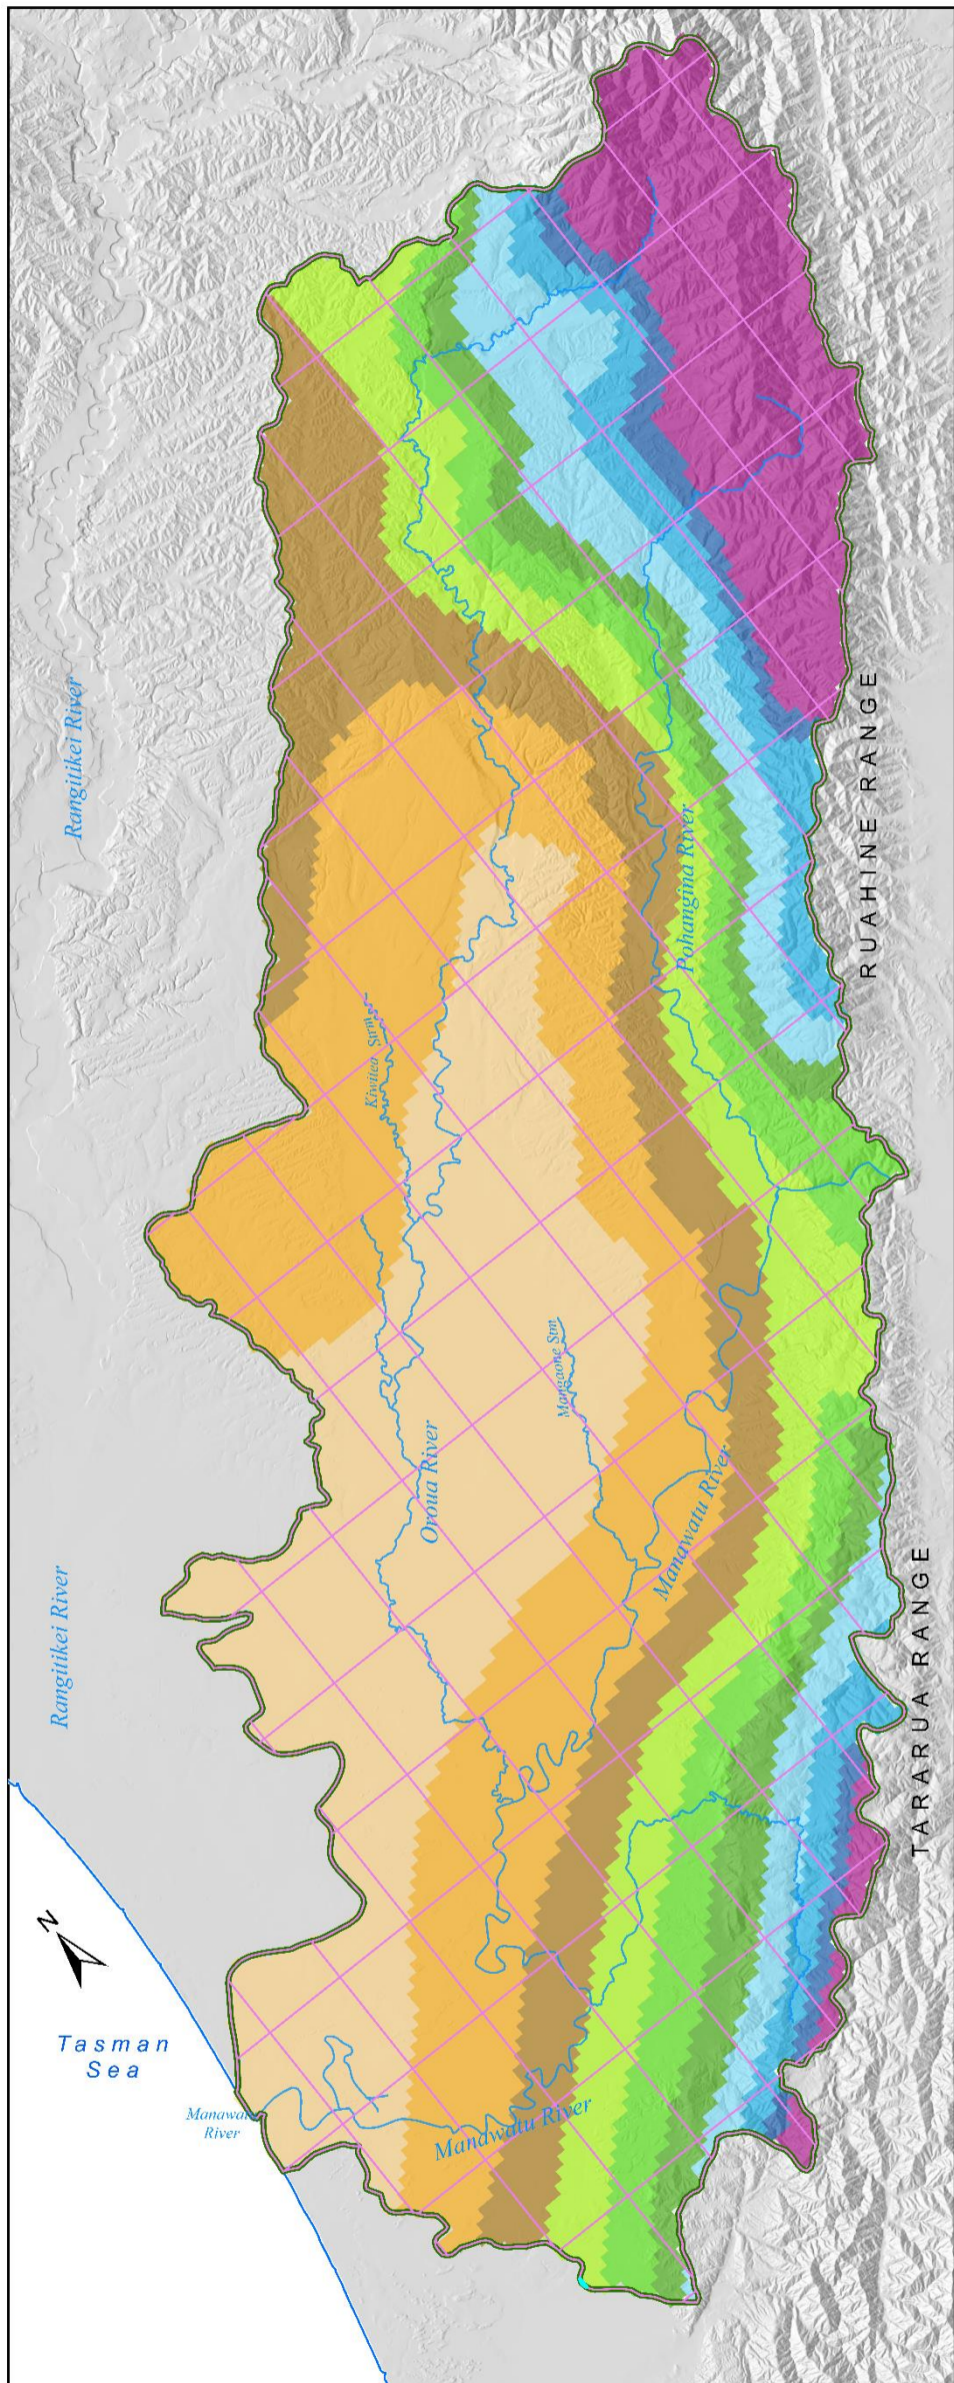 Rangitikei River
Pohangina River
RUAHINE RANGE
Kiwitea Strm
Mangaone Stm
Oroua River
Manawatu River
Rangitikei River
TARARUA RANGE
N
Tasman
Sea
Manawatu
River
Manawatu River